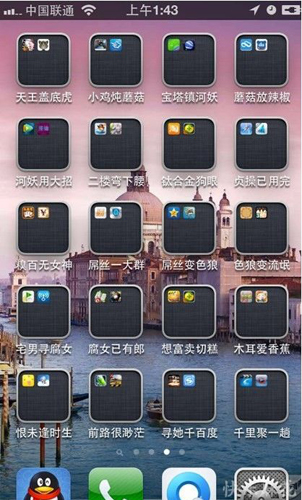 中国联通 上午1:43
天王盖底虎 小鸡炖蘑菇 宝塔镇河妖 蘑菇放辣椒
河妖用大招 二楼弯下腰 钛合金狗眼 贞操已用完
嗅百无女神 屌丝一大群 屌丝变色狼 色狼变流氓
宅男寻腐女 腐女已有郎 想富卖切糕 木耳爱香蕉
恨未逢时生 前路很渺茫 寻她千百度 千里聚一趟